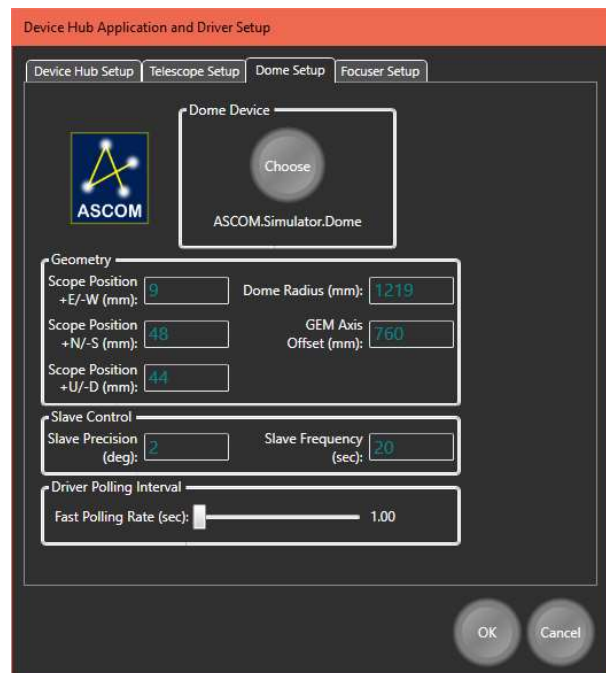 Device Hub Application and Driver Setup
Device Hub Setup Telescope Setup Dome Setup Focuser Setup
Dome Device
Choose
ASCOM
ASCOM.Simulator.Dome
Geometry
Scope Position
+E/-W (mm): 9
Dome Radius (mm): 1219
Scope Position
+N/-S (mm): 48
GEM Axis
Offset (mm): 760
Scope Position
+U/-D (mm): 44
Slave Control
Slave Precision
(deg): 2
Slave Frequency
(sec): 20
Driver Polling Interval
Fast Polling Rate (sec): 1.00
OK Cancel